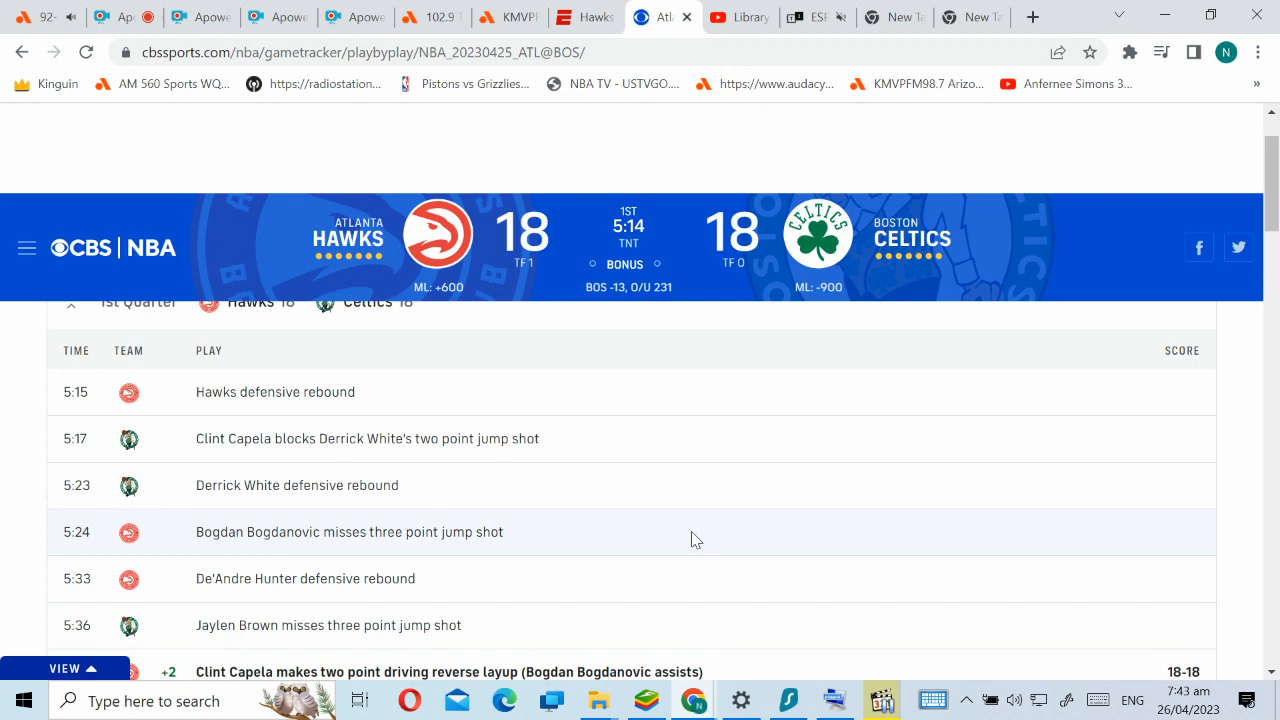 92-
Ap
Apowe
Apowe
Apowe
102.9 T
KMVPF
Hawks
Atl
Library
ESP
New Ta
New Ta
cbssports.com/nba/gametracker/playbyplay/NBA_20230425_ATL@BOS/
N
Kinguin
AM 560 Sports WQ...
https://radiostation...
Pistons vs Grizzlies...
NBA TV - USTVGO....
https://www.audacy...
KMVPFM98.7 Arizo...
Anfernee Simons 3...
»
CBS | NBA
ATLANTA
HAWKS
18
TF 1
ML: +600
1ST
5:14
TNT
BONUS
BOS -13, O/U 231
18
TF 0
CELTICS
ML: -900
BOSTON
CELTICS
1st Quarter Hawks 18 Celtics 18
TIME TEAM PLAY SCORE
5:15 Hawks defensive rebound
5:17 Clint Capela blocks Derrick White's two point jump shot
5:23 Derrick White defensive rebound
5:24 Bogdan Bogdanovic misses three point jump shot
5:33 De'Andre Hunter defensive rebound
5:36 Jaylen Brown misses three point jump shot
+2 Clint Capela makes two point driving reverse layup (Bogdan Bogdanovic assists) 18-18
VIEW
Type here to search
ENG
7:43 am
26/04/2023